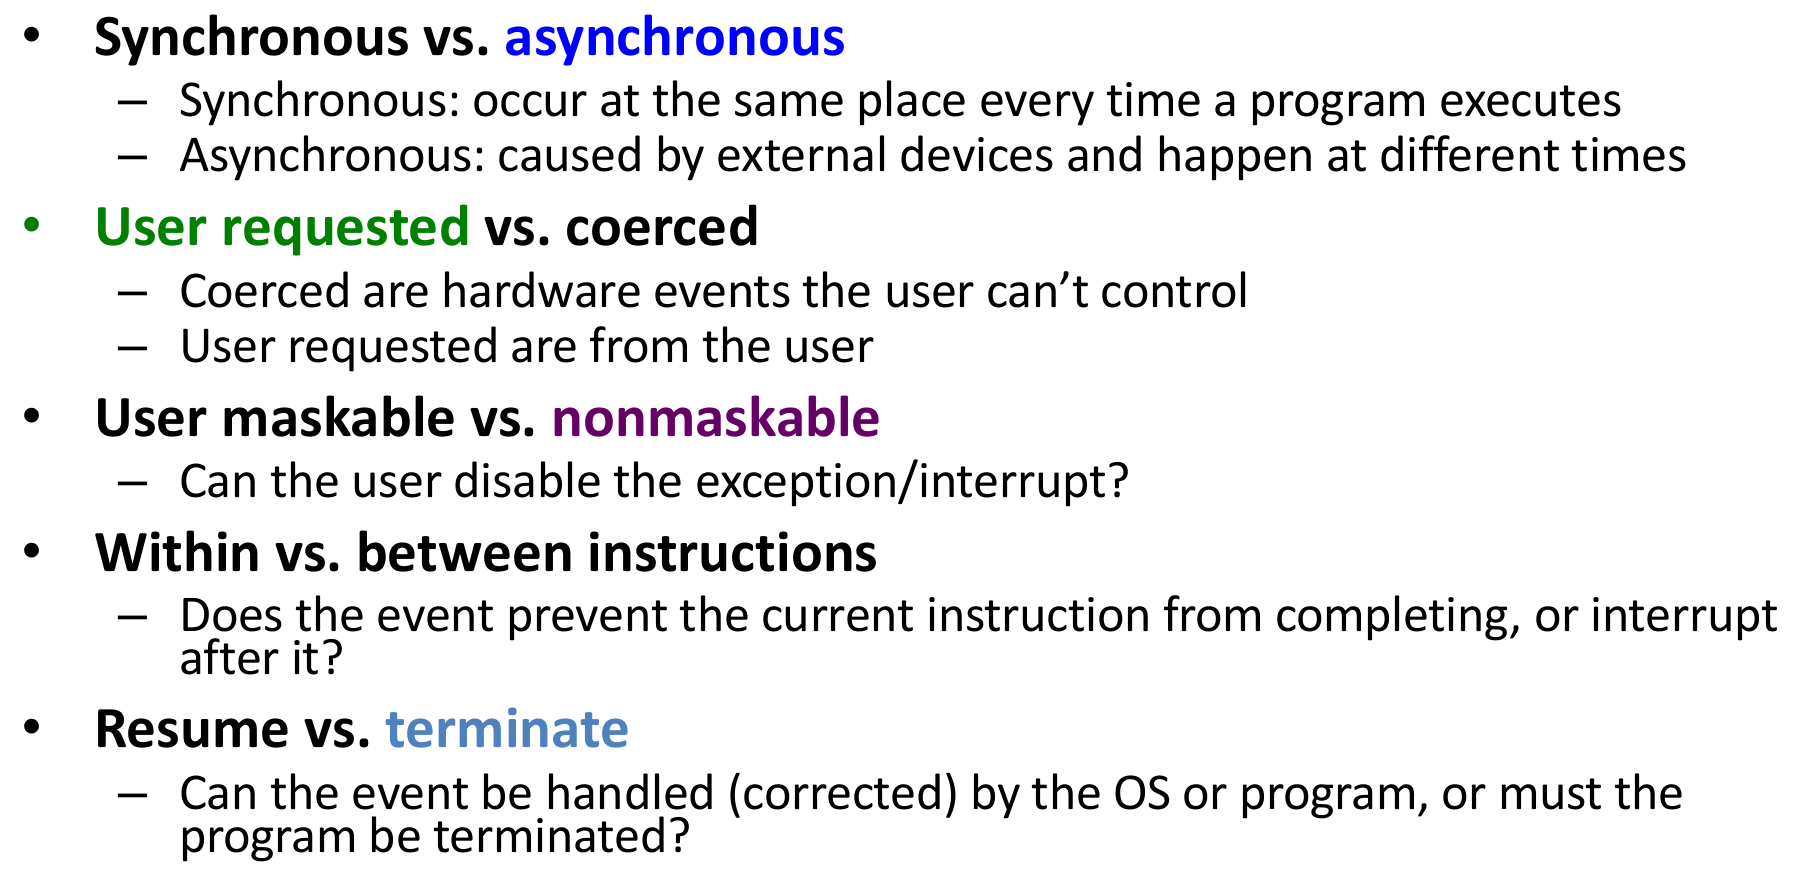 • Synchronous vs. asynchronous
– Synchronous: occur at the same place every time a program executes
– Asynchronous: caused by external devices and happen at different times
• User requested vs. coerced
– Coerced are hardware events the user can’t control
– User requested are from the user
• User maskable vs. nonmaskable
– Can the user disable the exception/interrupt?
• Within vs. between instructions
– Does the event prevent the current instruction from completing, or interrupt
after it?
• Resume vs. terminate
– Can the event be handled (corrected) by the OS or program, or must the
program be terminated?